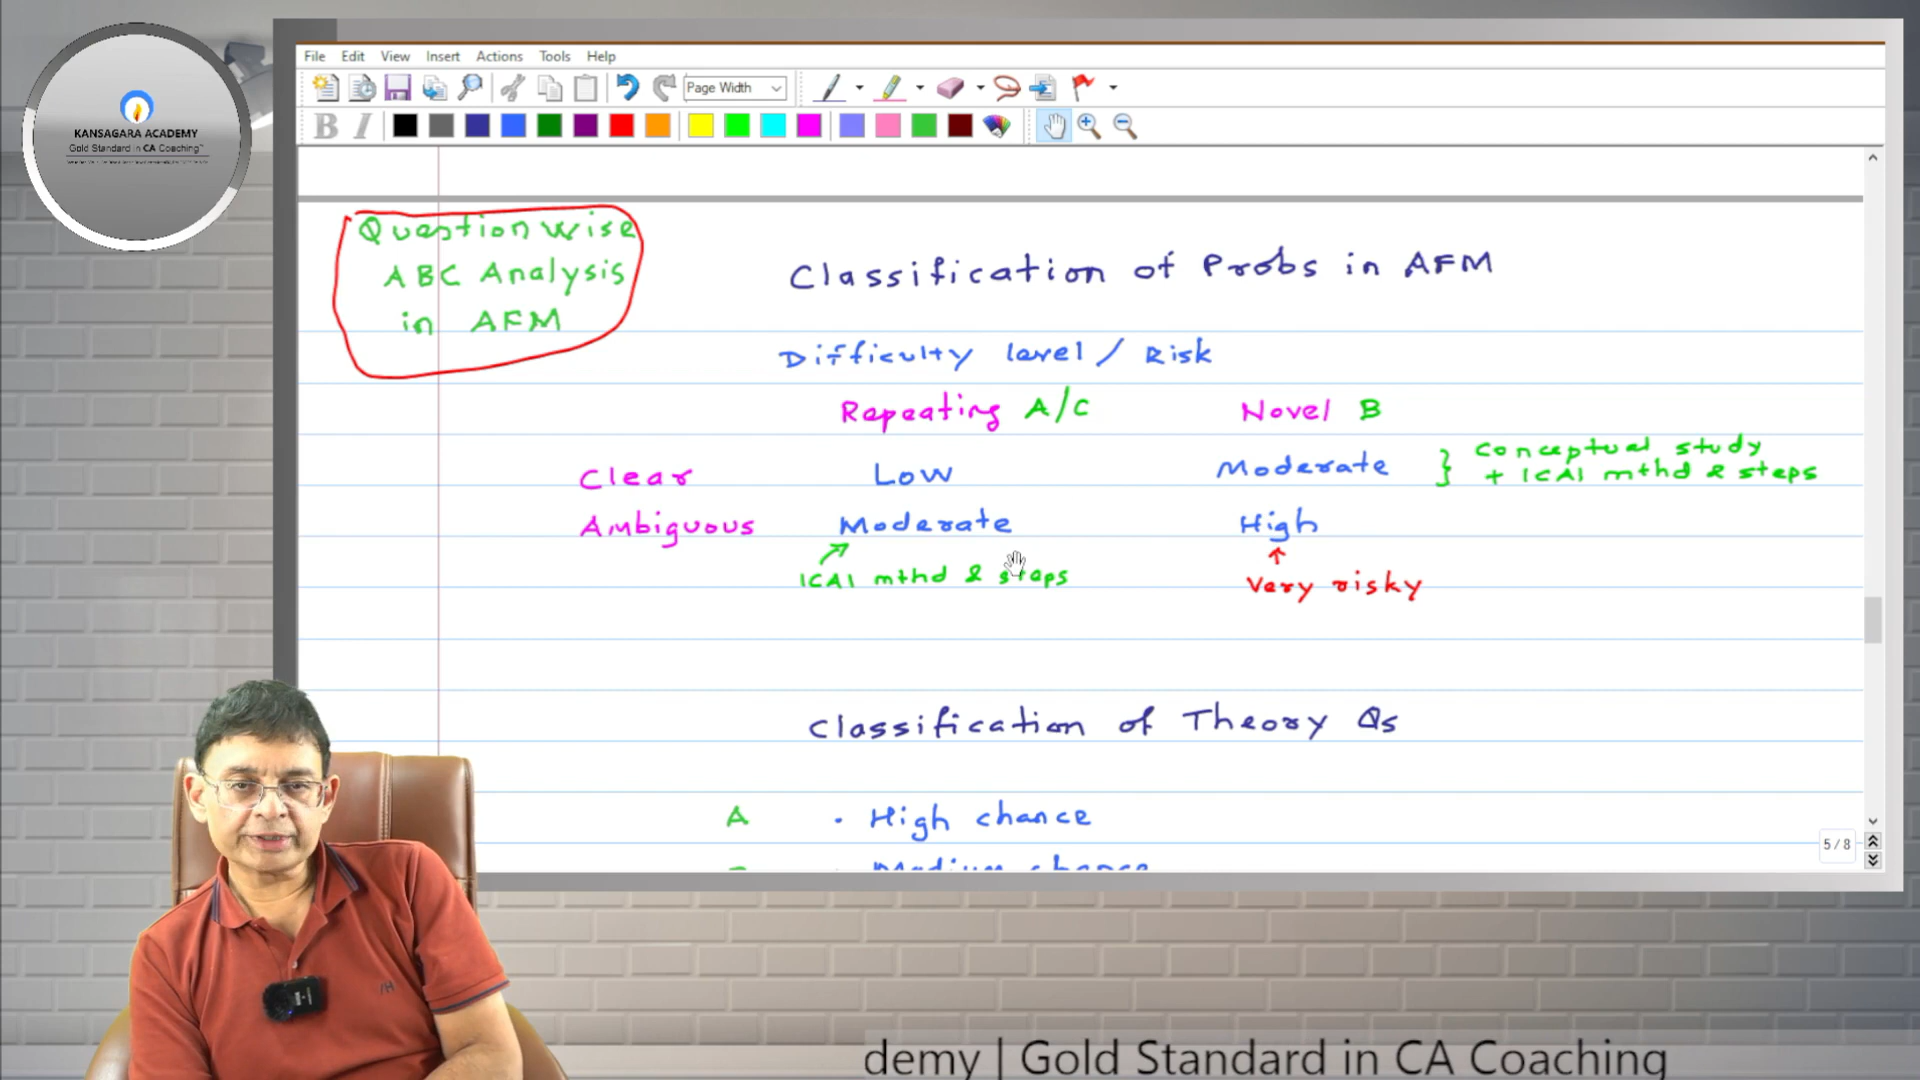 KANSAGARA ACADEMY
Gold Standard in CA Coaching
File Edit View Insert Actions Tools Help
Page Width
B I
Question wise
ABC Analysis
in AFM
Classification of Probs in AFM
Difficulty level / Risk
Repeating A/C Novel B
Clear Low Moderate } Conceptual study
+ ICAI mthd & steps
Ambiguous Moderate High
ICAI mthd & steps Very risky
Classification of Theory Qs
A · High chance
5 / 8
demy | Gold Standard in CA Coaching